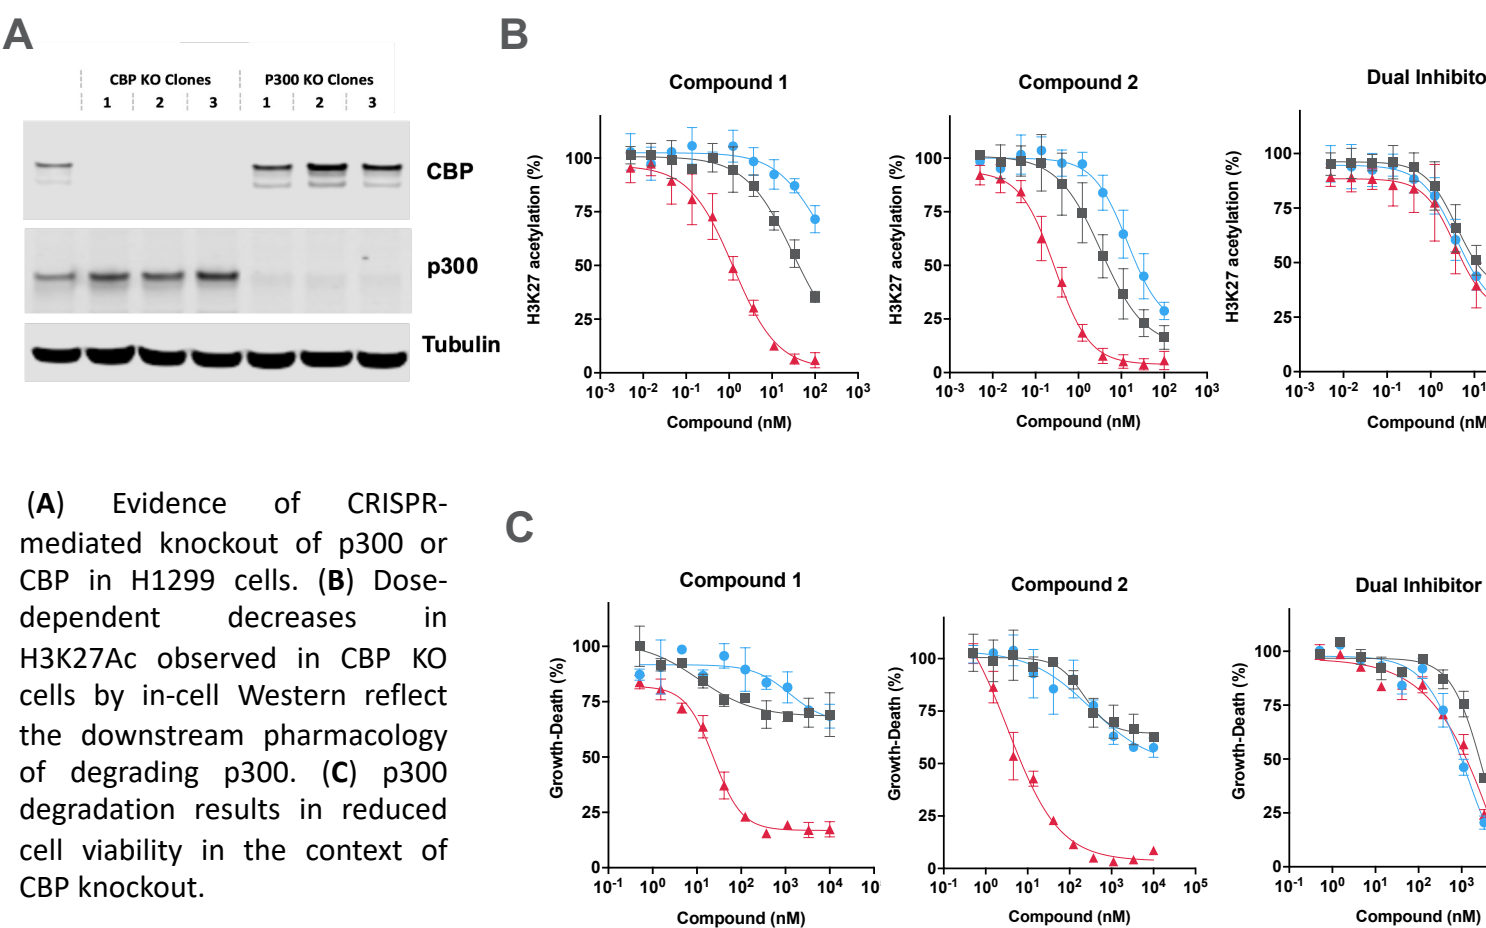 A
CBP KO Clones
P300 KO Clones
1 2 3 1 2 3
CBP
p300
Tubulin
(A) Evidence of CRISPR-
mediated knockout of p300 or
CBP in H1299 cells. (B) Dose-
dependent decreases in
H3K27Ac observed in CBP KO
cells by in-cell Western reflect
the downstream pharmacology
of degrading p300. (C) p300
degradation results in reduced
cell viability in the context of
CBP knockout.
B
Compound 1
H3K27 acetylation (%)
100
75
50
25
0
10-3 10-2 10-1 100 101 102 103
Compound (nM)
Compound 2
H3K27 acetylation (%)
100
75
50
25
0
10-3 10-2 10-1 100 101 102 103
Compound (nM)
Dual Inhibito
H3K27 acetylation (%)
100
75
50
25
0
10-3 10-2 10-1 100 101
Compound (nM
C
Compound 1
Growth-Death (%)
100
75
50
25
0
10-1 100 101 102 103 104 10
Compound (nM)
Compound 2
Growth-Death (%)
100
75
50
25
0
10-1 100 101 102 103 104 105
Compound (nM)
Dual Inhibitor
Growth-Death (%)
100
75
50
25
0
10-1 100 101 102 103
Compound (nM)